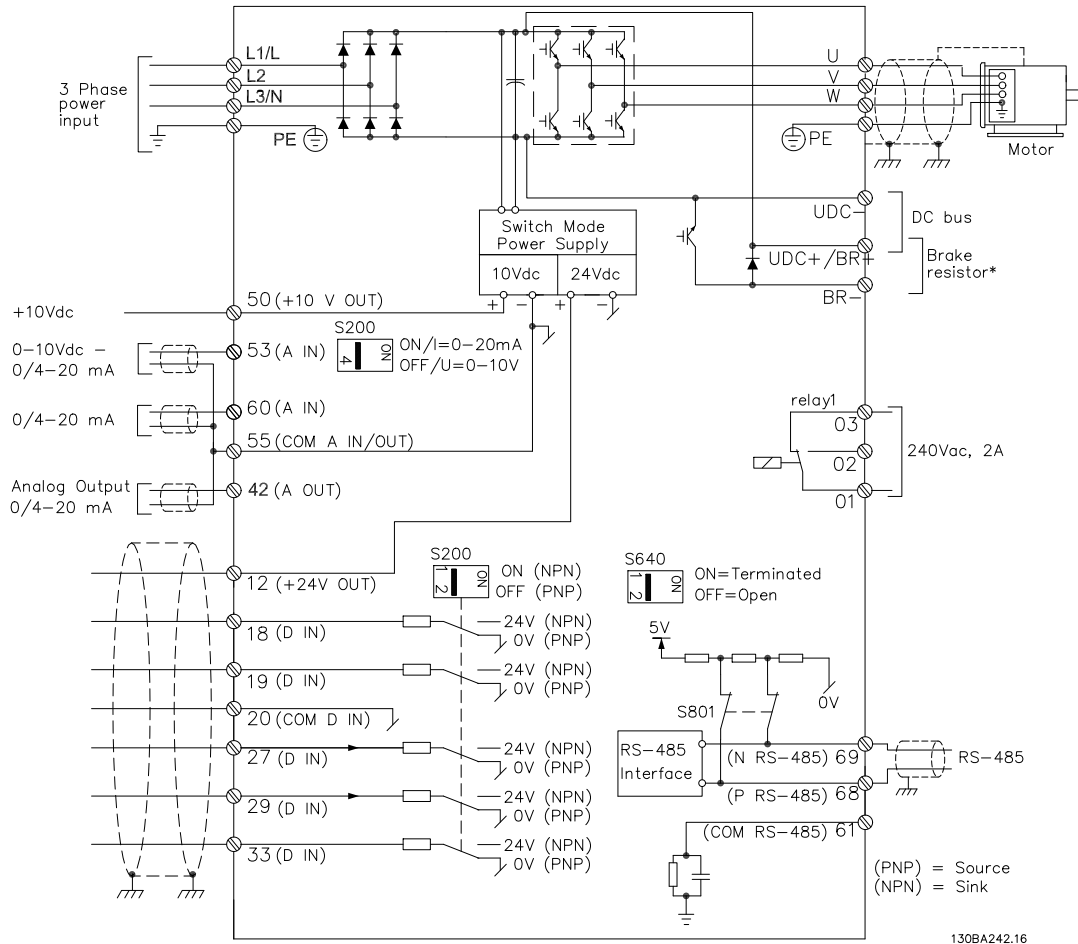 3 Phase
power
input
L1/L
L2
L3/N
PE
U
V
W
PE
Motor
UDC-
DC bus
UDC+/BR+
Brake
resistor*
BR-
Switch Mode
Power Supply
10Vdc
24Vdc
+ - + -
+10Vdc
50 (+10 V OUT)
S200
ON
4
ON/I=0-20mA
OFF/U=0-10V
0-10Vdc -
0/4-20 mA
53 (A IN)
0/4-20 mA
60 (A IN)
55 (COM A IN/OUT)
Analog Output
0/4-20 mA
42 (A OUT)
relay1
03
02
01
240Vac, 2A
12 (+24V OUT)
S200
1 2
ON
ON (NPN)
OFF (PNP)
S640
1 2
ON
ON=Terminated
OFF=Open
18 (D IN)
24V (NPN)
0V (PNP)
19 (D IN)
24V (NPN)
0V (PNP)
20 (COM D IN)
27 (D IN)
24V (NPN)
0V (PNP)
29 (D IN)
24V (NPN)
0V (PNP)
33 (D IN)
24V (NPN)
0V (PNP)
5V
0V
S801
RS-485
Interface
(N RS-485) 69
RS-485
(P RS-485) 68
(COM RS-485) 61
(PNP) = Source
(NPN) = Sink
130BA242.16